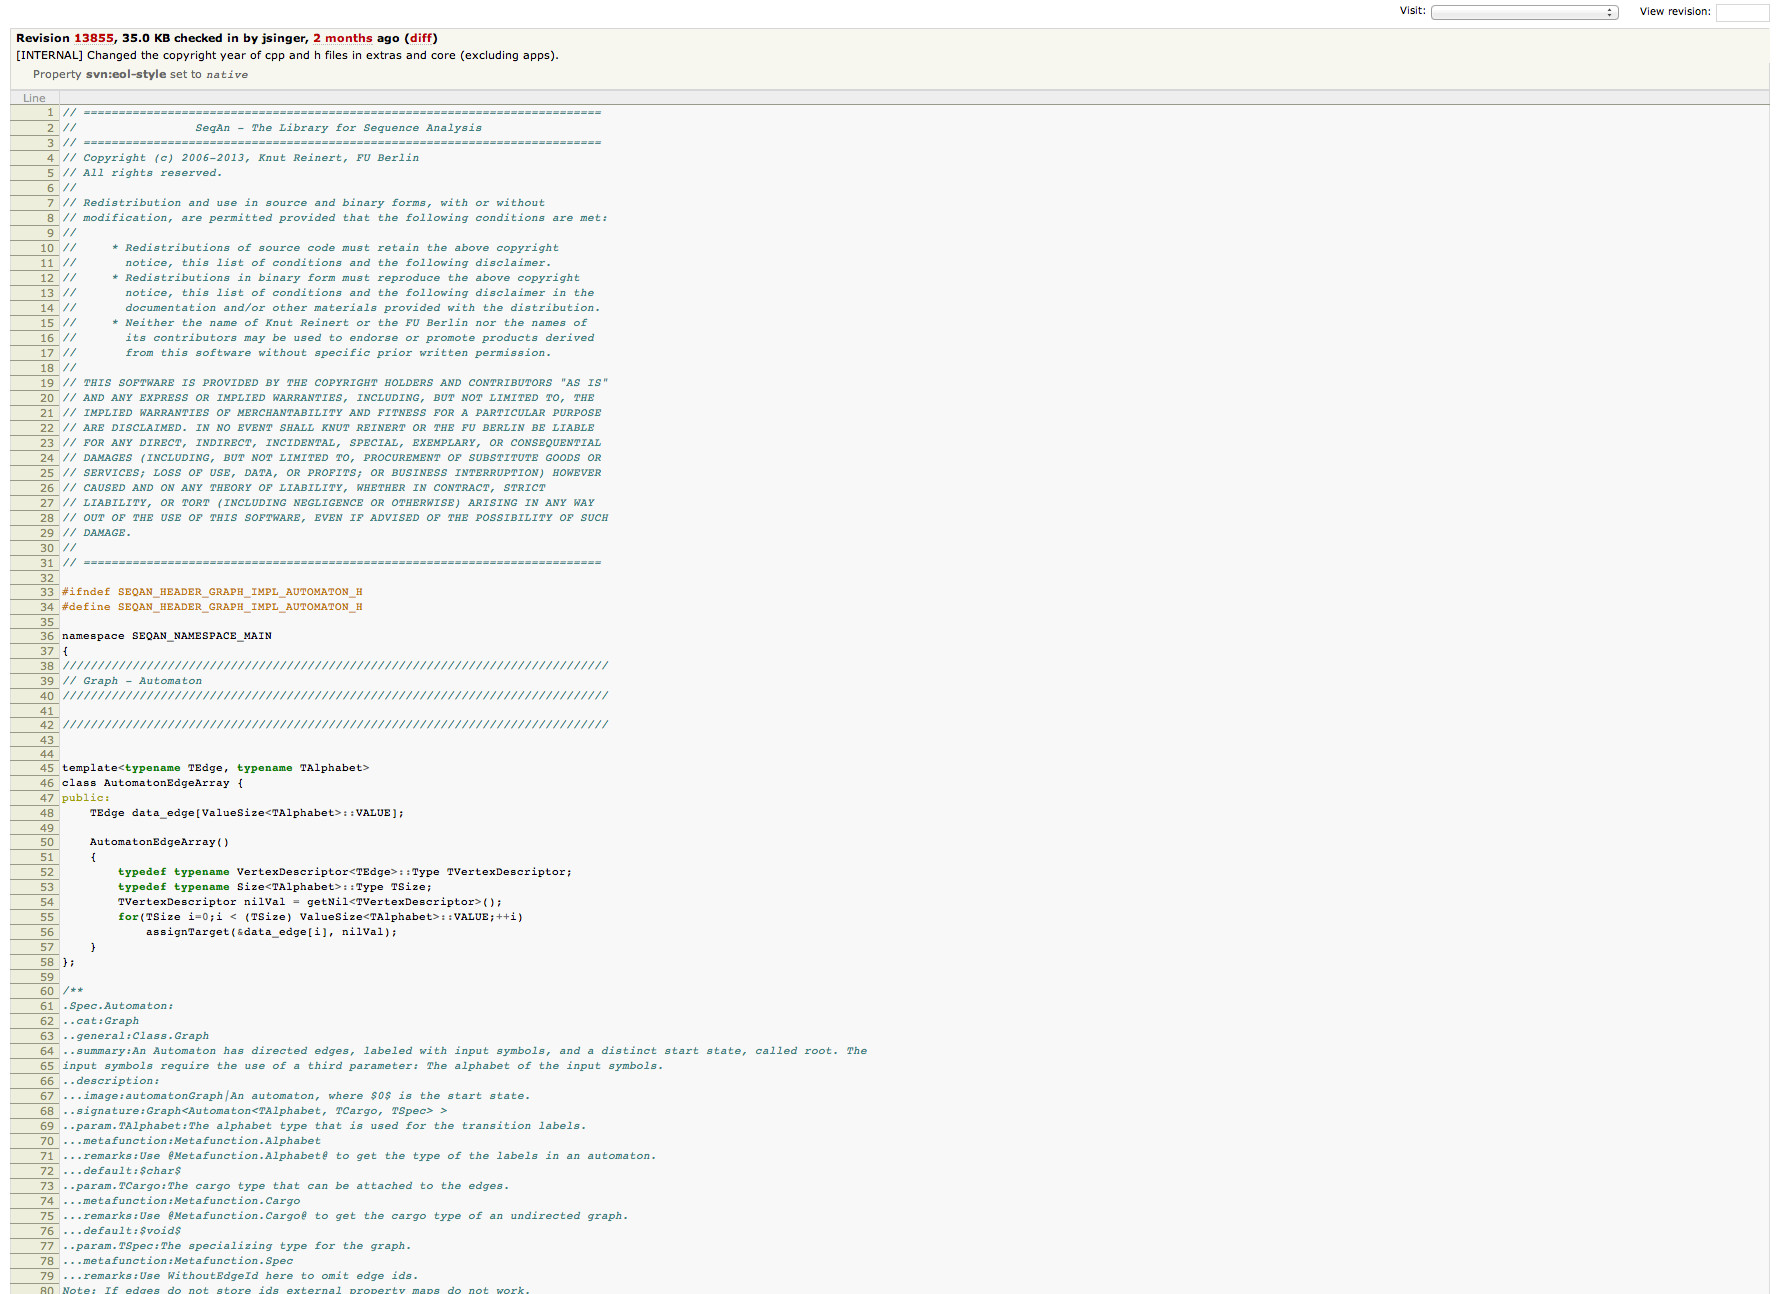 Visit:
View revision:
Revision 13855, 35.0 KB checked in by jsinger, 2 months ago (diff)
[INTERNAL] Changed the copyright year of cpp and h files in extras and core (excluding apps).
Property svn:eol-style set to native
Line
1 // ==========================================================================
2 //                 SeqAn - The Library for Sequence Analysis
3 // ==========================================================================
4 // Copyright (c) 2006-2013, Knut Reinert, FU Berlin
5 // All rights reserved.
6 //
7 // Redistribution and use in source and binary forms, with or without
8 // modification, are permitted provided that the following conditions are met:
9 //
10 //     * Redistributions of source code must retain the above copyright
11 //       notice, this list of conditions and the following disclaimer.
12 //     * Redistributions in binary form must reproduce the above copyright
13 //       notice, this list of conditions and the following disclaimer in the
14 //       documentation and/or other materials provided with the distribution.
15 //     * Neither the name of Knut Reinert or the FU Berlin nor the names of
16 //       its contributors may be used to endorse or promote products derived
17 //       from this software without specific prior written permission.
18 //
19 // THIS SOFTWARE IS PROVIDED BY THE COPYRIGHT HOLDERS AND CONTRIBUTORS "AS IS"
20 // AND ANY EXPRESS OR IMPLIED WARRANTIES, INCLUDING, BUT NOT LIMITED TO, THE
21 // IMPLIED WARRANTIES OF MERCHANTABILITY AND FITNESS FOR A PARTICULAR PURPOSE
22 // ARE DISCLAIMED. IN NO EVENT SHALL KNUT REINERT OR THE FU BERLIN BE LIABLE
23 // FOR ANY DIRECT, INDIRECT, INCIDENTAL, SPECIAL, EXEMPLARY, OR CONSEQUENTIAL
24 // DAMAGES (INCLUDING, BUT NOT LIMITED TO, PROCUREMENT OF SUBSTITUTE GOODS OR
25 // SERVICES; LOSS OF USE, DATA, OR PROFITS; OR BUSINESS INTERRUPTION) HOWEVER
26 // CAUSED AND ON ANY THEORY OF LIABILITY, WHETHER IN CONTRACT, STRICT
27 // LIABILITY, OR TORT (INCLUDING NEGLIGENCE OR OTHERWISE) ARISING IN ANY WAY
28 // OUT OF THE USE OF THIS SOFTWARE, EVEN IF ADVISED OF THE POSSIBILITY OF SUCH
29 // DAMAGE.
30 //
31 // ==========================================================================
32
33 #ifndef SEQAN_HEADER_GRAPH_IMPL_AUTOMATON_H
34 #define SEQAN_HEADER_GRAPH_IMPL_AUTOMATON_H
35
36 namespace SEQAN_NAMESPACE_MAIN
37 {
38 //////////////////////////////////////////////////////////////////////////////
39 // Graph - Automaton
40 //////////////////////////////////////////////////////////////////////////////
41
42 //////////////////////////////////////////////////////////////////////////////
43
44
45 template<typename TEdge, typename TAlphabet>
46 class AutomatonEdgeArray {
47 public:
48     TEdge data_edge[ValueSize<TAlphabet>::VALUE];
49
50     AutomatonEdgeArray()
51     {
52         typedef typename VertexDescriptor<TEdge>::Type TVertexDescriptor;
53         typedef typename Size<TAlphabet>::Type TSize;
54         TVertexDescriptor nilVal = getNil<TVertexDescriptor>();
55         for(TSize i=0;i < (TSize) ValueSize<TAlphabet>::VALUE;++i)
56             assignTarget(&data_edge[i], nilVal);
57     }
58 };
59
60 /**
61 .Spec.Automaton:
62 ..cat:Graph
63 ..general:Class.Graph
64 ..summary:An Automaton has directed edges, labeled with input symbols, and a distinct start state, called root. The
65 input symbols require the use of a third parameter: The alphabet of the input symbols.
66 ..description:
67 ...image:automatonGraph|An automaton, where $0$ is the start state.
68 ..signature:Graph<Automaton<TAlphabet, TCargo, TSpec> >
69 ..param.TAlphabet:The alphabet type that is used for the transition labels.
70 ...metafunction:Metafunction.Alphabet
71 ...remarks:Use @Metafunction.Alphabet@ to get the type of the labels in an automaton.
72 ...default:$char$
73 ..param.TCargo:The cargo type that can be attached to the edges.
74 ...metafunction:Metafunction.Cargo
75 ...remarks:Use @Metafunction.Cargo@ to get the cargo type of an undirected graph.
76 ...default:$void$
77 ..param.TSpec:The specializing type for the graph.
78 ...metafunction:Metafunction.Spec
79 ...remarks:Use WithoutEdgeId here to omit edge ids.
80 Note: If edges do not store ids external property maps do not work.